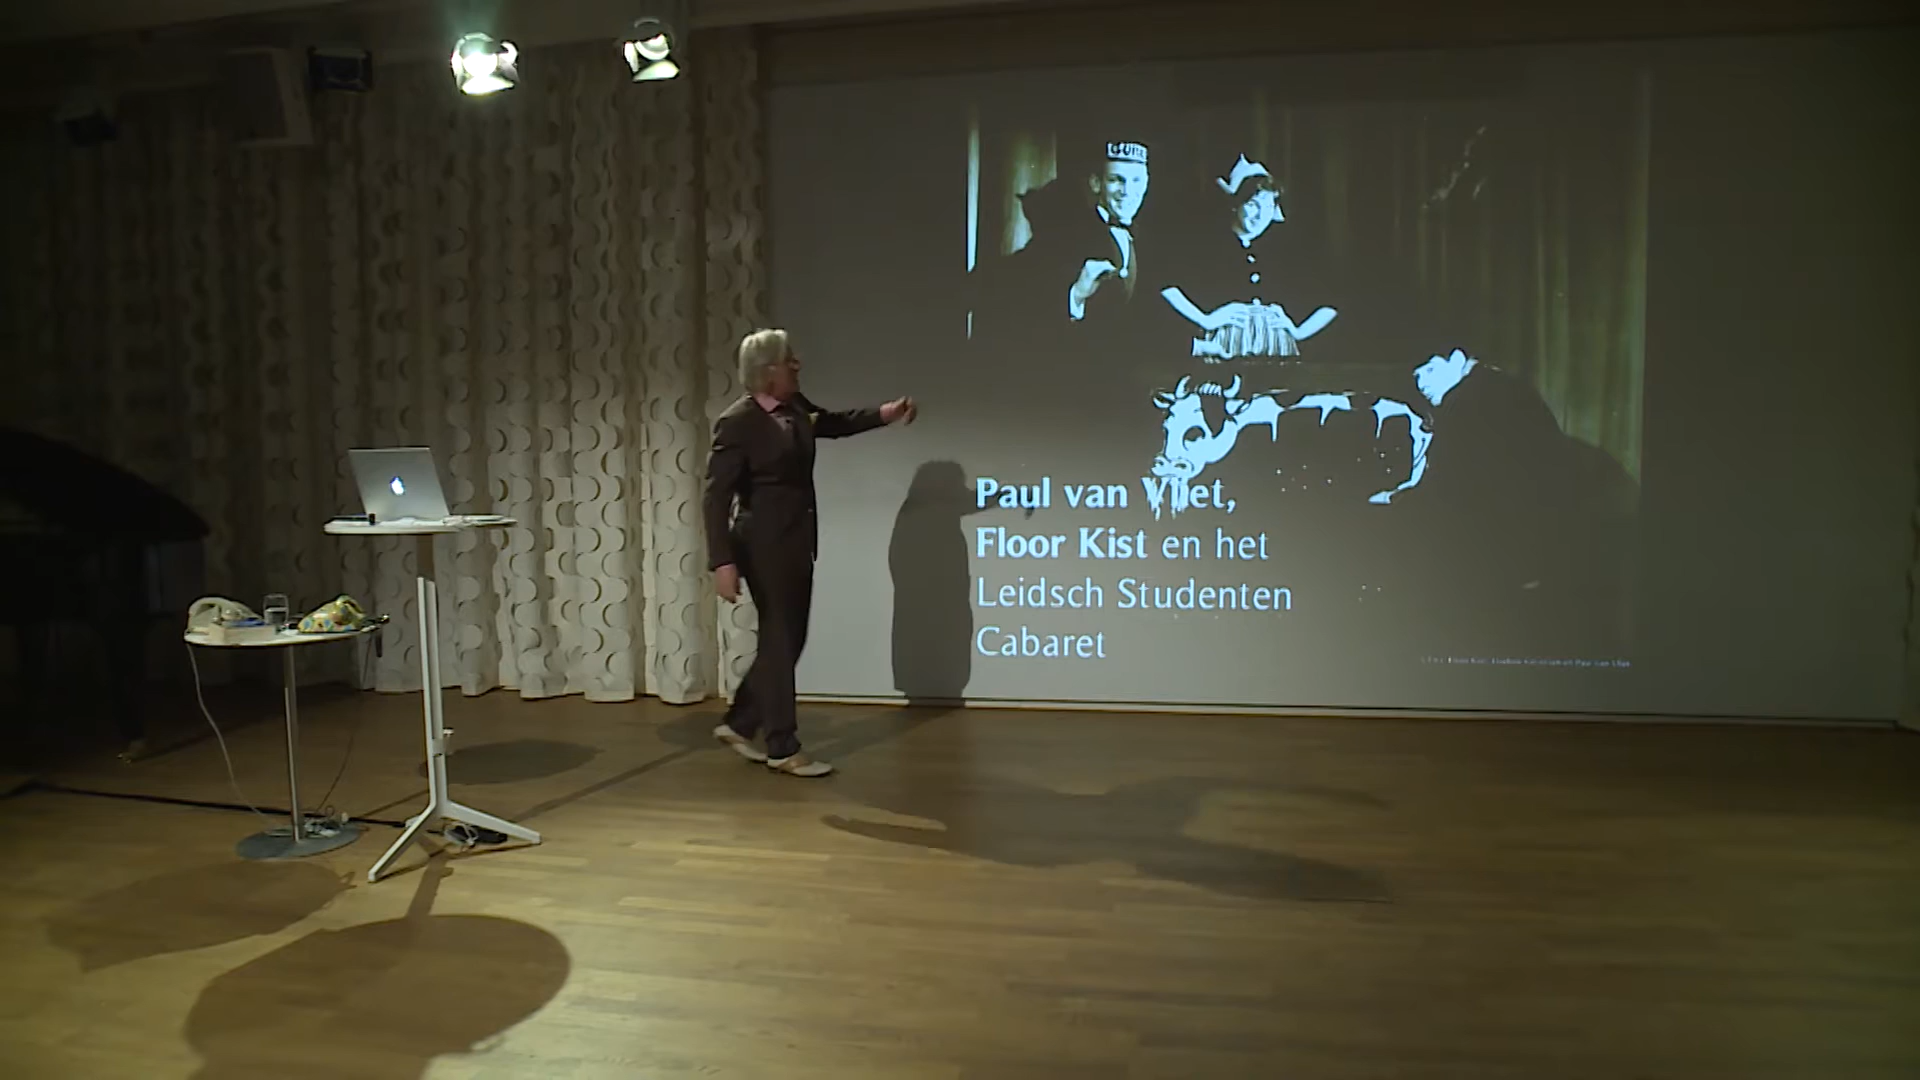 Paul van Vliet,
Floor Kist en het
Leidsch Studenten
Cabaret